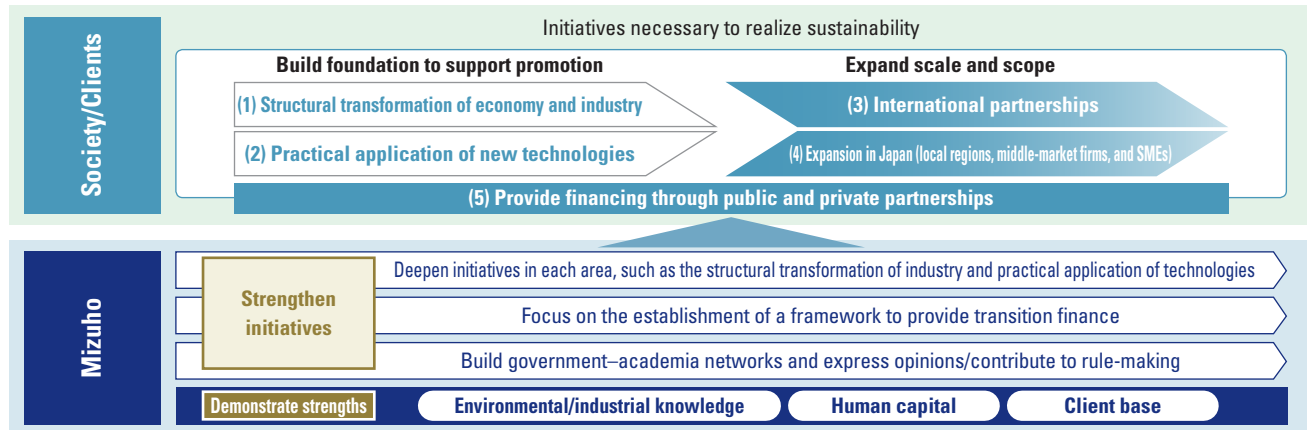 Society/Clients
Initiatives necessary to realize sustainability
Build foundation to support promotion
Expand scale and scope
(1) Structural transformation of economy and industry
(3) International partnerships
(2) Practical application of new technologies
(4) Expansion in Japan (local regions, middle-market firms, and SMEs)
(5) Provide financing through public and private partnerships
Mizuho
Strengthen
initiatives
Deepen initiatives in each area, such as the structural transformation of industry and practical application of technologies
Focus on the establishment of a framework to provide transition finance
Build government–academia networks and express opinions/contribute to rule-making
Demonstrate strengths
Environmental/industrial knowledge
Human capital
Client base